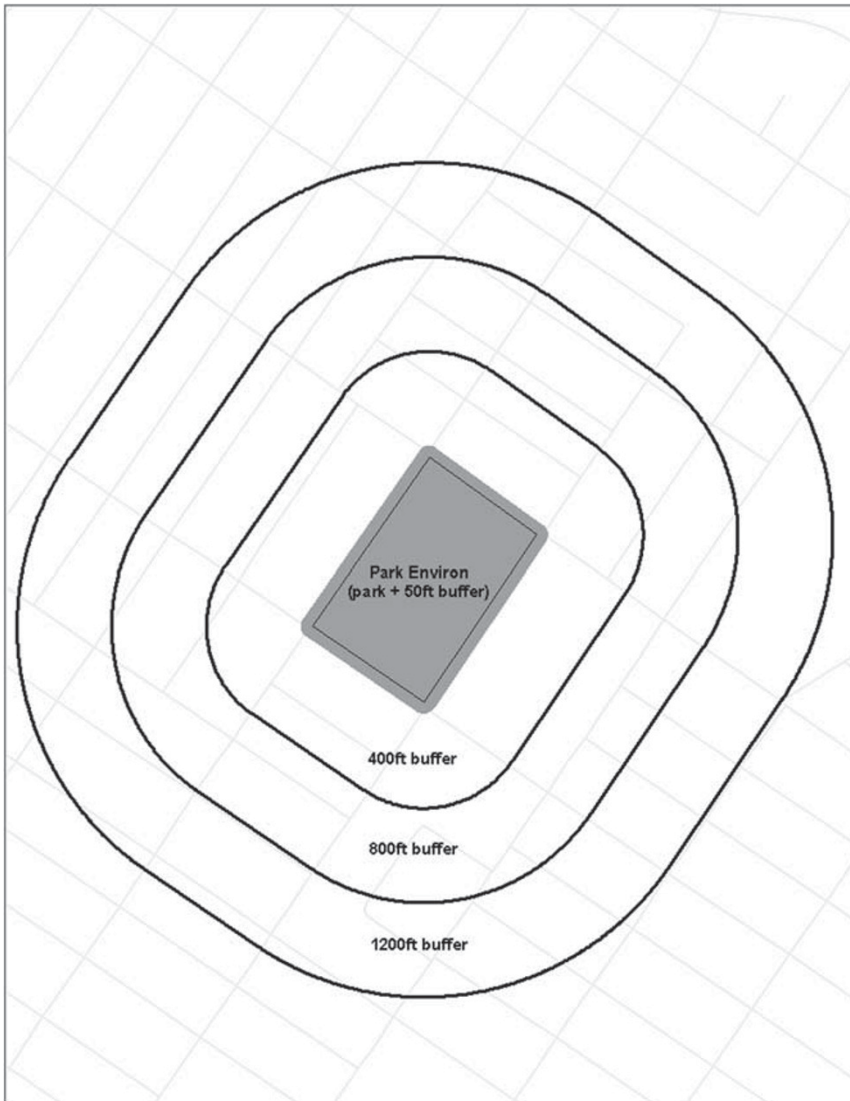 Park Environ
(park + 50ft buffer)
400ft buffer
800ft buffer
1200ft buffer